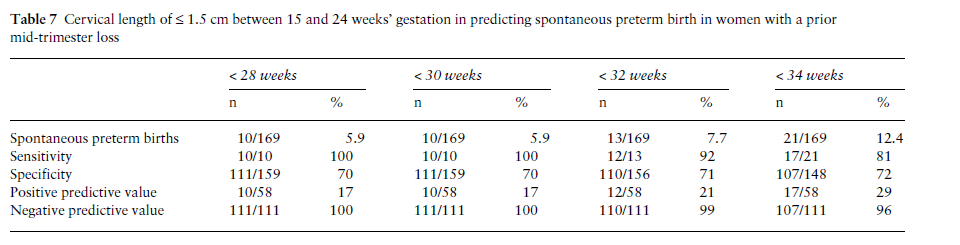 Table 7 Cervical length of ≤ 1.5 cm between 15 and 24 weeks' gestation in predicting spontaneous preterm birth in women with a prior
mid-trimester loss
< 28 weeks < 30 weeks < 32 weeks < 34 weeks
n % n % n % n %
Spontaneous preterm births 10/169 5.9 10/169 5.9 13/169 7.7 21/169 12.4
Sensitivity 10/10 100 10/10 100 12/13 92 17/21 81
Specificity 111/159 70 111/159 70 110/156 71 107/148 72
Positive predictive value 10/58 17 10/58 17 12/58 21 17/58 29
Negative predictive value 111/111 100 111/111 100 110/111 99 107/111 96